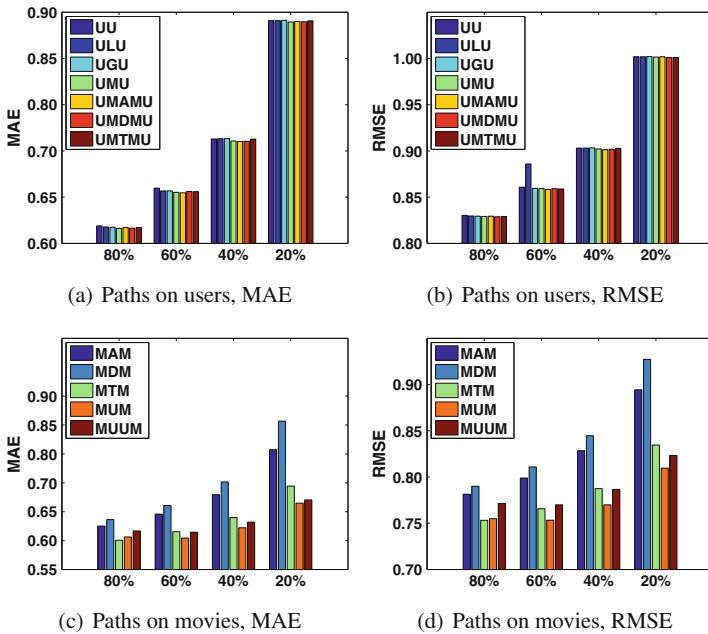 0.90
0.85
0.80
0.70
0.65
0.60
MAE
UU
ULU
UGU
UMU
UMAMU
UMDMU
UMTMU
80% 60% 40% 20%
(a) Paths on users, MAE
1.00
0.95
0.90
0.85
0.80
RMSE
UU
ULU
UGU
UMU
UMAMU
UMDMU
UMTMU
80% 60% 40% 20%
(b) Paths on users, RMSE
0.90
0.85
0.80
0.70
0.65
0.60
0.55
MAE
MAM
MDM
MTM
MUM
MUUM
80% 60% 40% 20%
(c) Paths on movies, MAE
0.90
0.85
0.80
0.75
0.70
RMSE
MAM
MDM
MTM
MUM
MUUM
80% 60% 40% 20%
(d) Paths on movies, RMSE